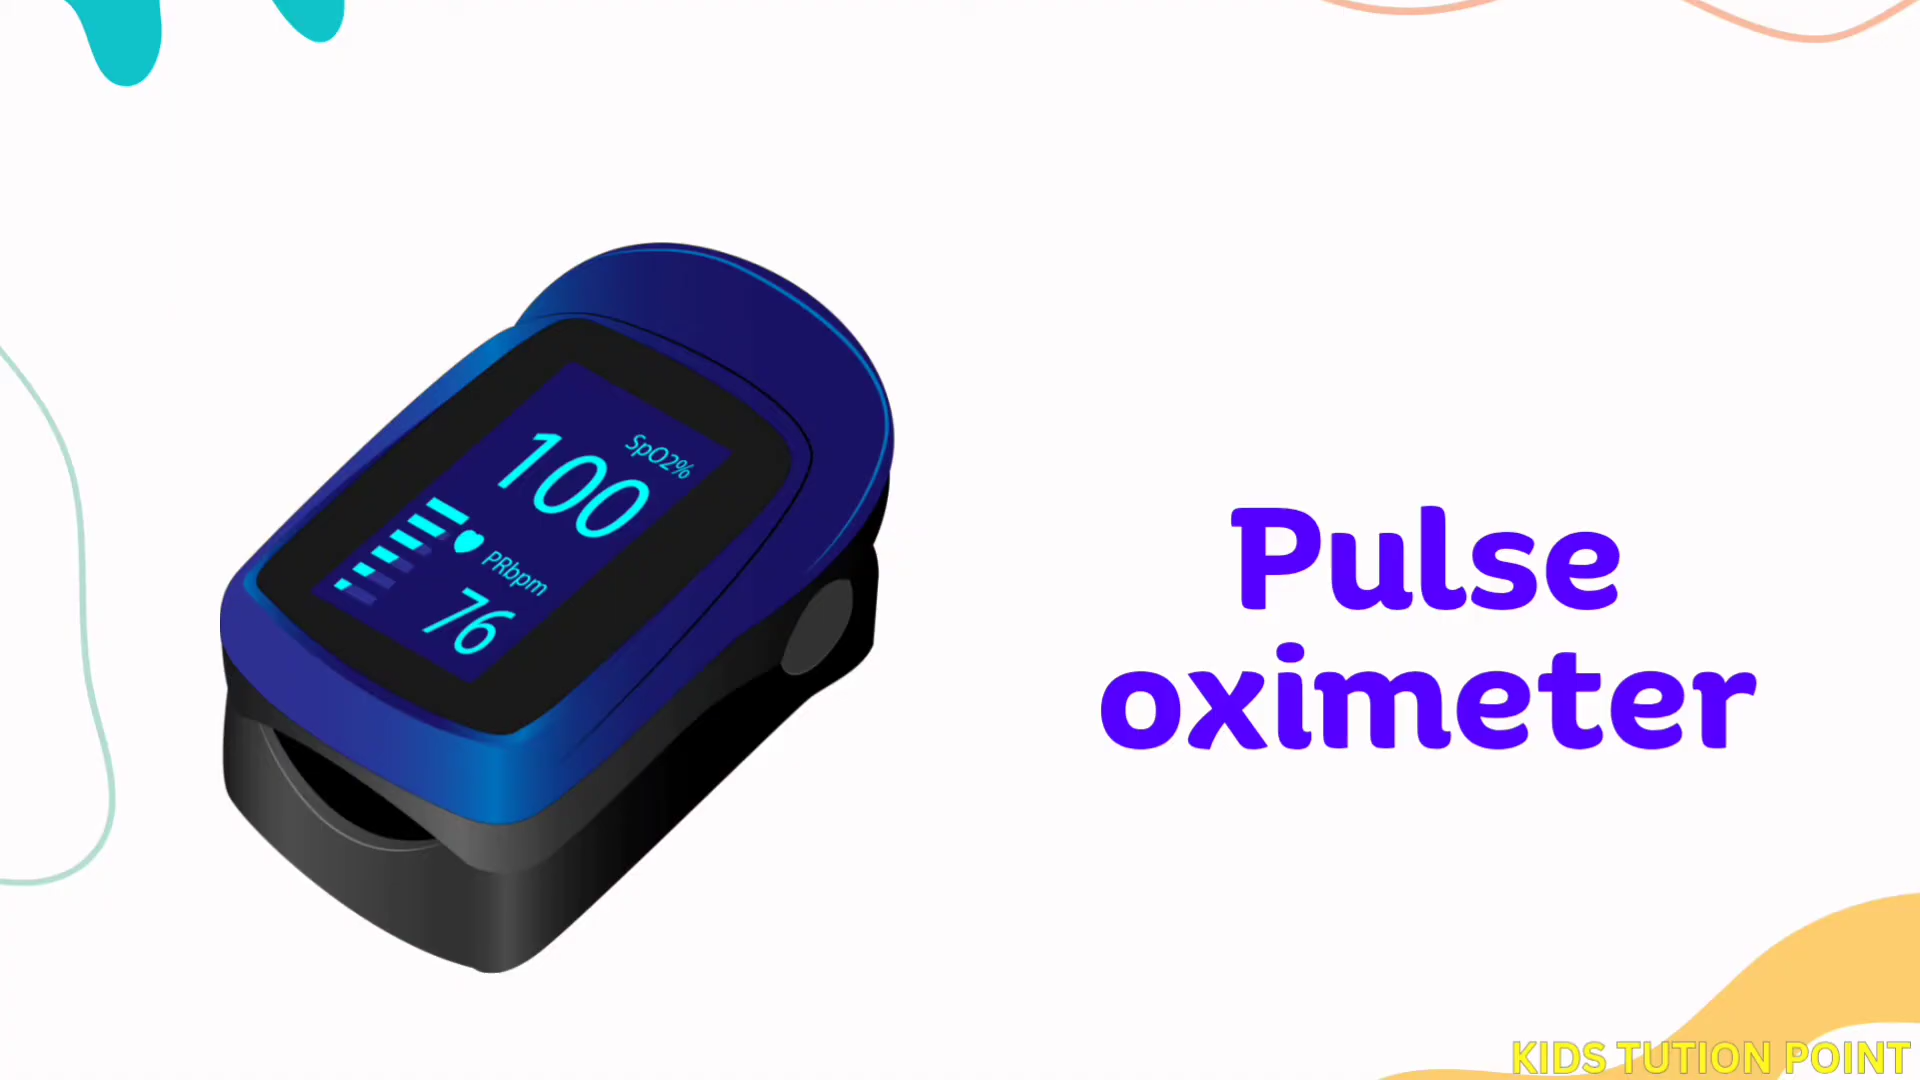 SpO2%
100
PRbpm
76
Pulse
oximeter
KIDS TUTION POINT